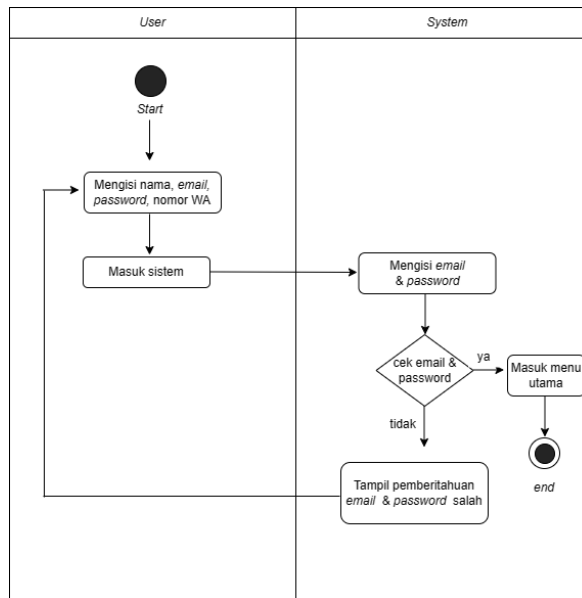 User
System
Start
Mengisi nama, email,
password, nomor WA
Masuk sistem
Mengisi email
& password
cek email &
password
ya
Masuk menu
utama
tidak
end
Tampil pemberitahuan
email & password salah